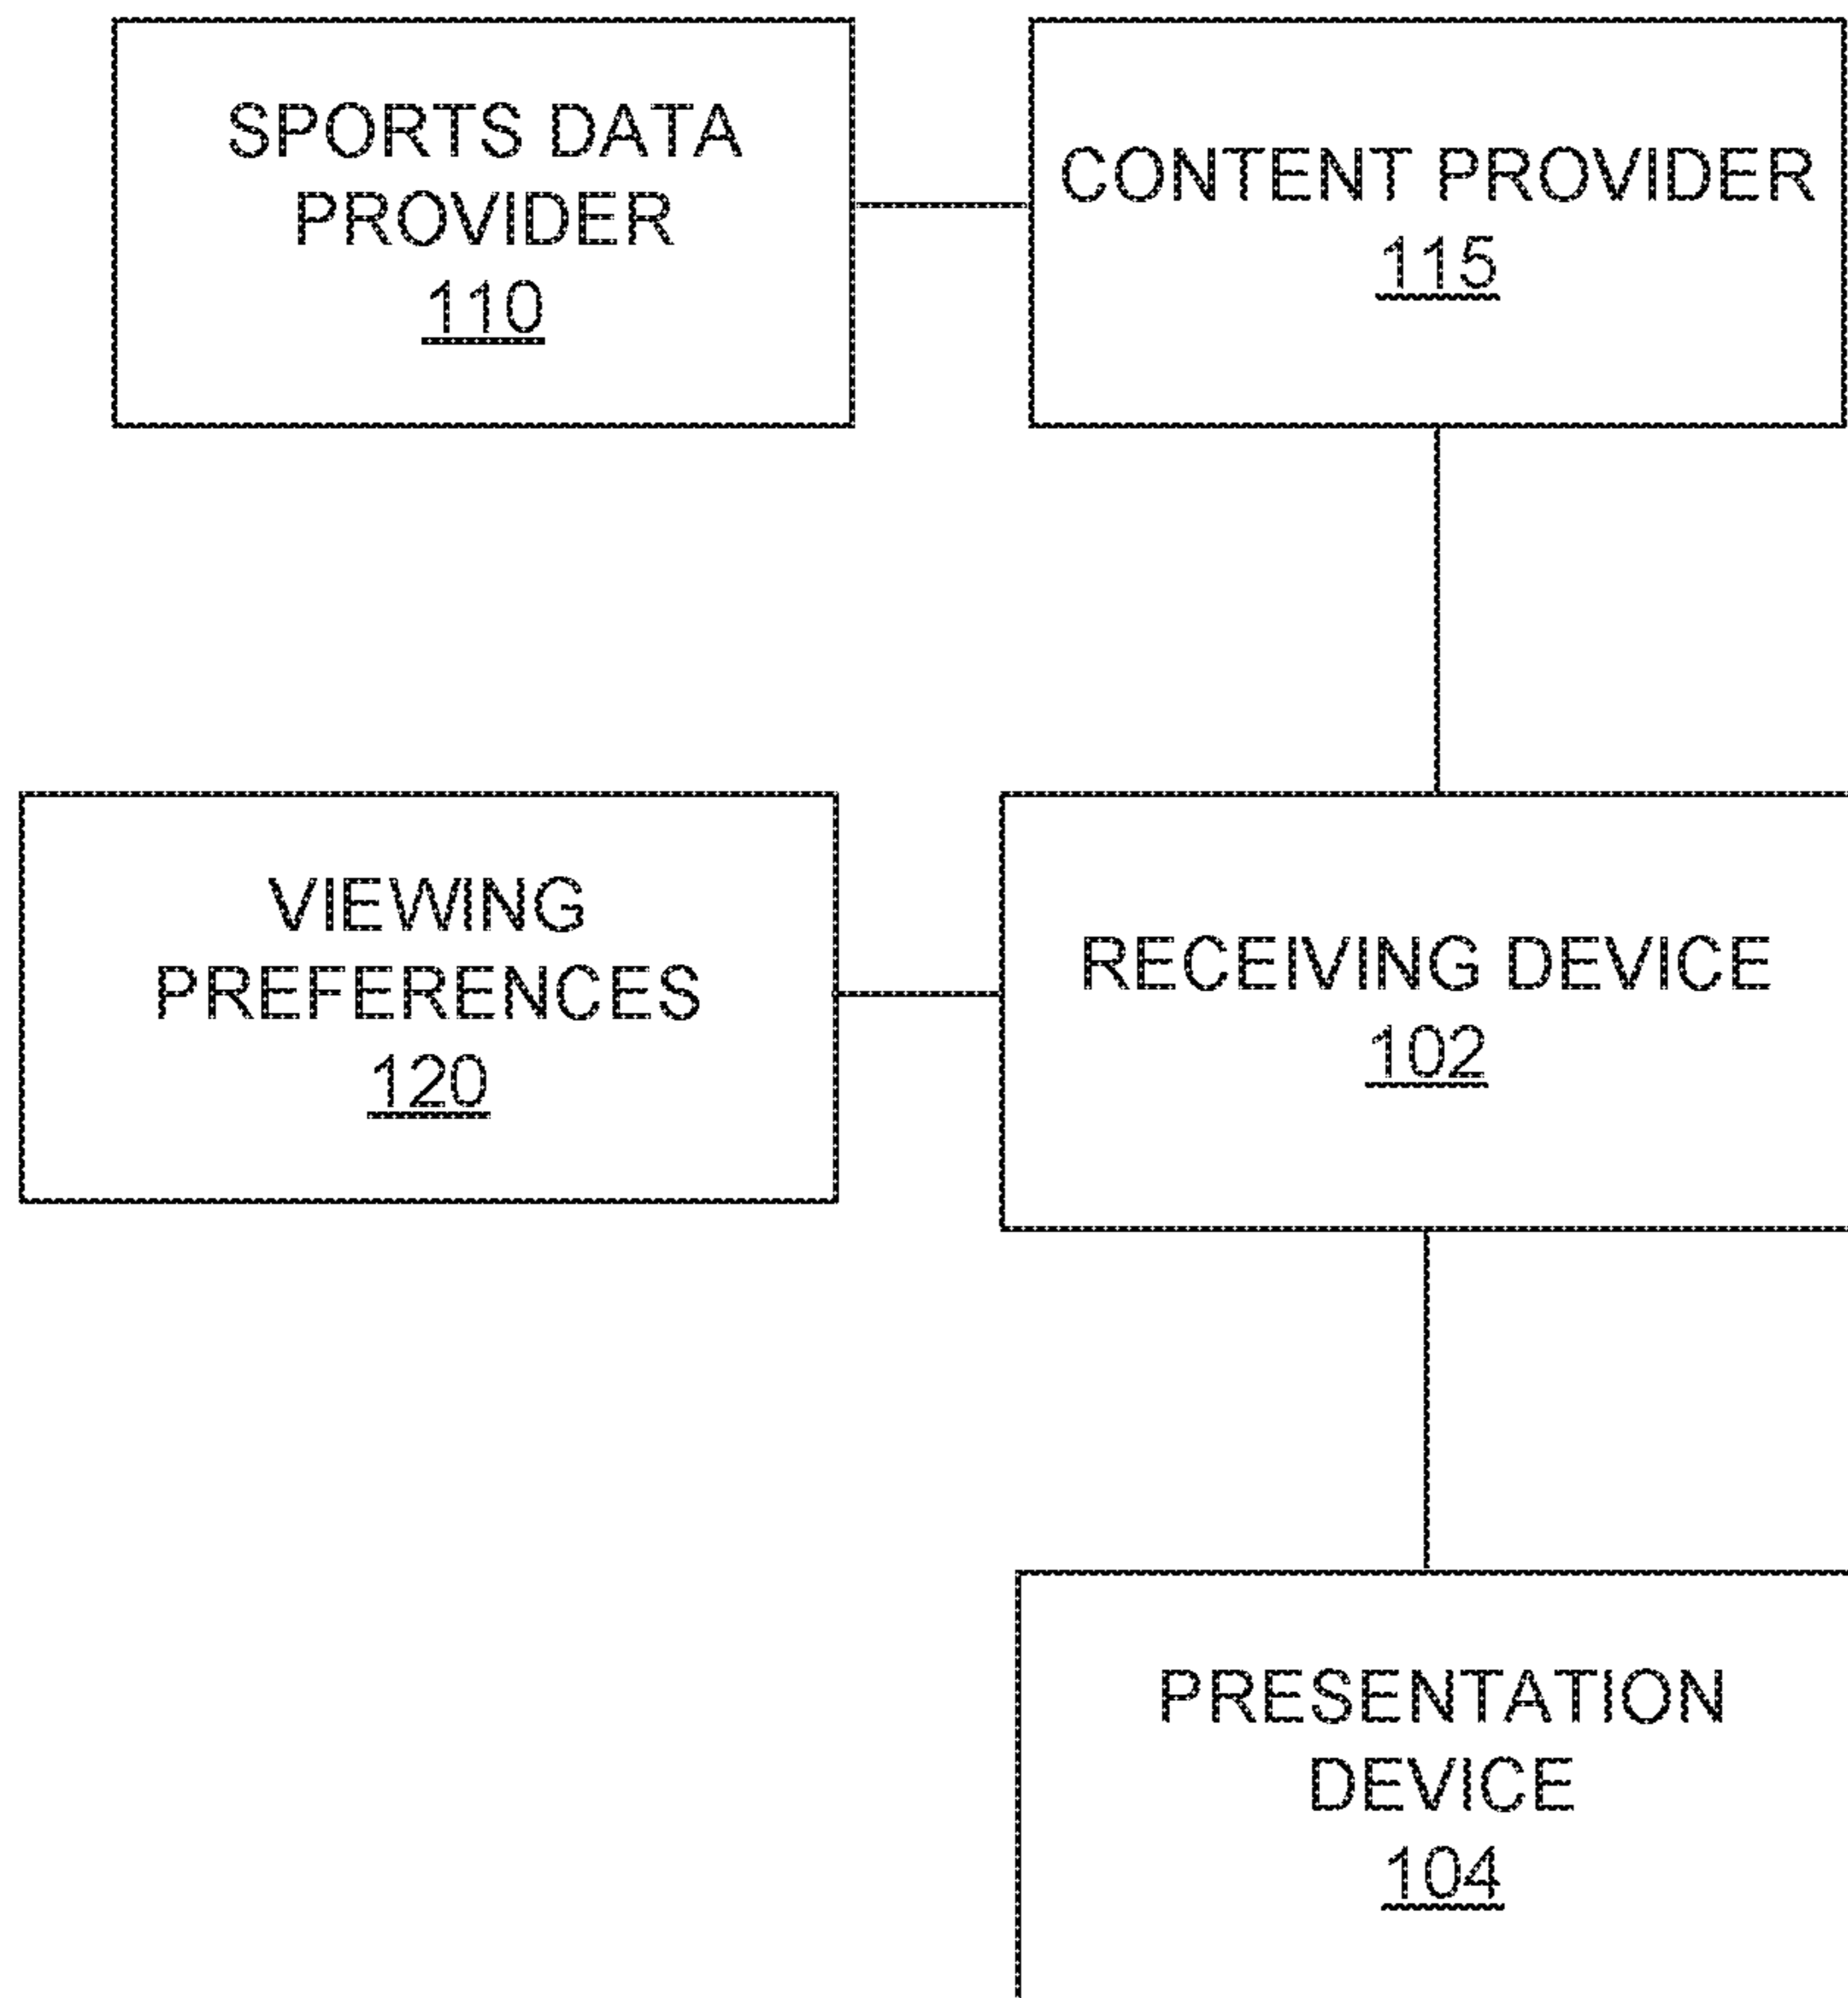 SPORTS DATA
PROVIDER
110
CONTENT PROVIDER
115
VIEWING
PREFERENCES
120
RECEIVING DEVICE
102
PRESENTATION
DEVICE
104